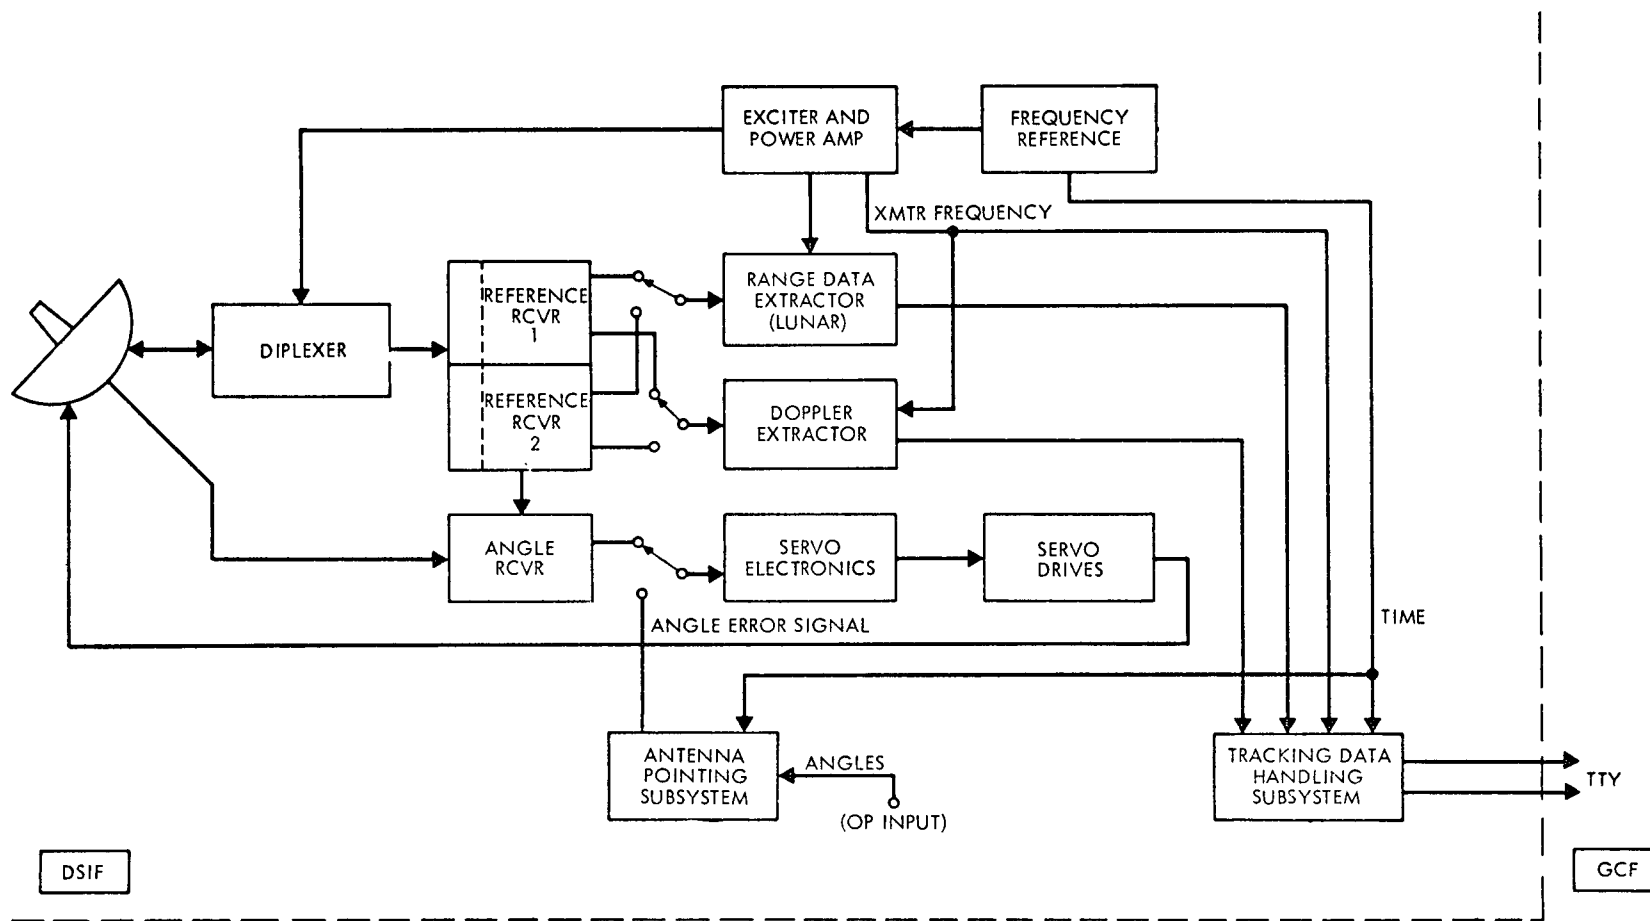 EXCITER AND
POWER AMP
FREQUENCY
REFERENCE
XMTR FREQUENCY
REFERENCE
RCVR
1
RANGE DATA
EXTRACTOR
(LUNAR)
DIPLEXER
REFERENCE
RCVR
2
DOPPLER
EXTRACTOR
ANGLE
RCVR
SERVO
ELECTRONICS
SERVO
DRIVES
ANGLE ERROR SIGNAL
TIME
ANTENNA
POINTING
SUBSYSTEM
ANGLES
(OP INPUT)
TRACKING DATA
HANDLING
SUBSYSTEM
TTY
DSIF
GCF